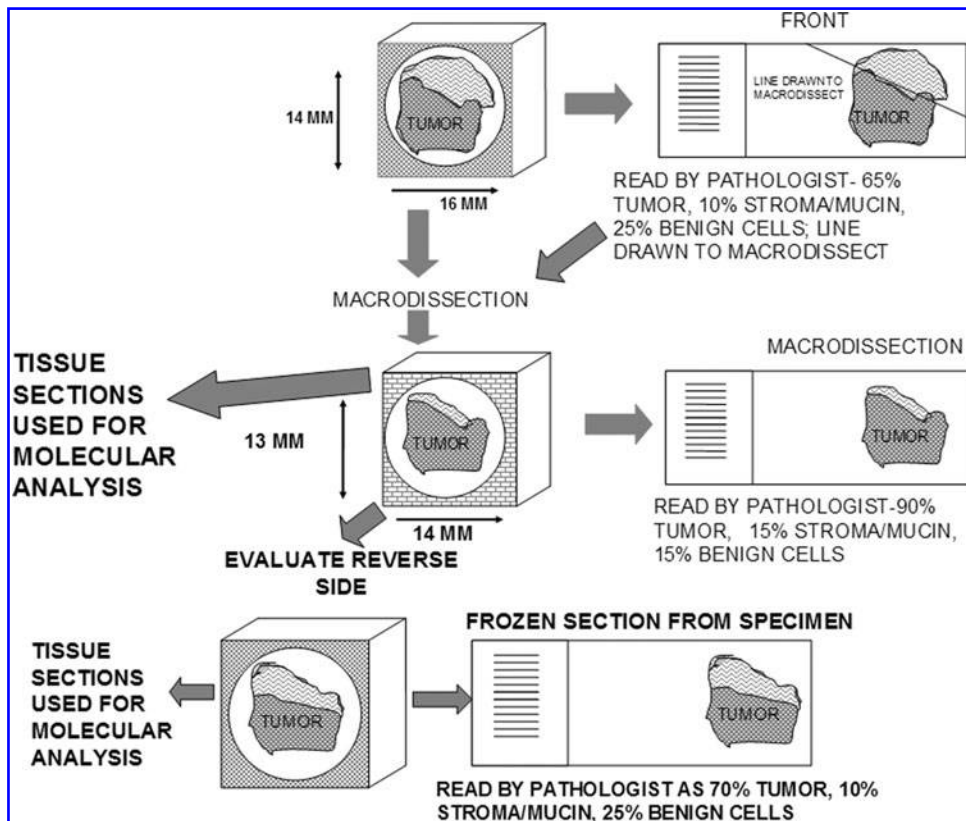 FRONT
14 MM
TUMOR
16 MM
LINE DRAWN TO
MACRODISSECT
TUMOR
READ BY PATHOLOGIST- 65%
TUMOR, 10% STROMA/MUCIN,
25% BENIGN CELLS; LINE
DRAWN TO MACRODISSECT
MACRODISSECTION
TISSUE
SECTIONS
USED FOR
MOLECULAR
ANALYSIS
13 MM
TUMOR
14 MM
EVALUATE REVERSE
SIDE
MACRODISSECTION
TUMOR
READ BY PATHOLOGIST-90%
TUMOR, 15% STROMA/MUCIN,
15% BENIGN CELLS
TISSUE
SECTIONS
USED FOR
MOLECULAR
ANALYSIS
TUMOR
FROZEN SECTION FROM SPECIMEN
TUMOR
READ BY PATHOLOGIST AS 70% TUMOR, 10%
STROMA/MUCIN, 25% BENIGN CELLS